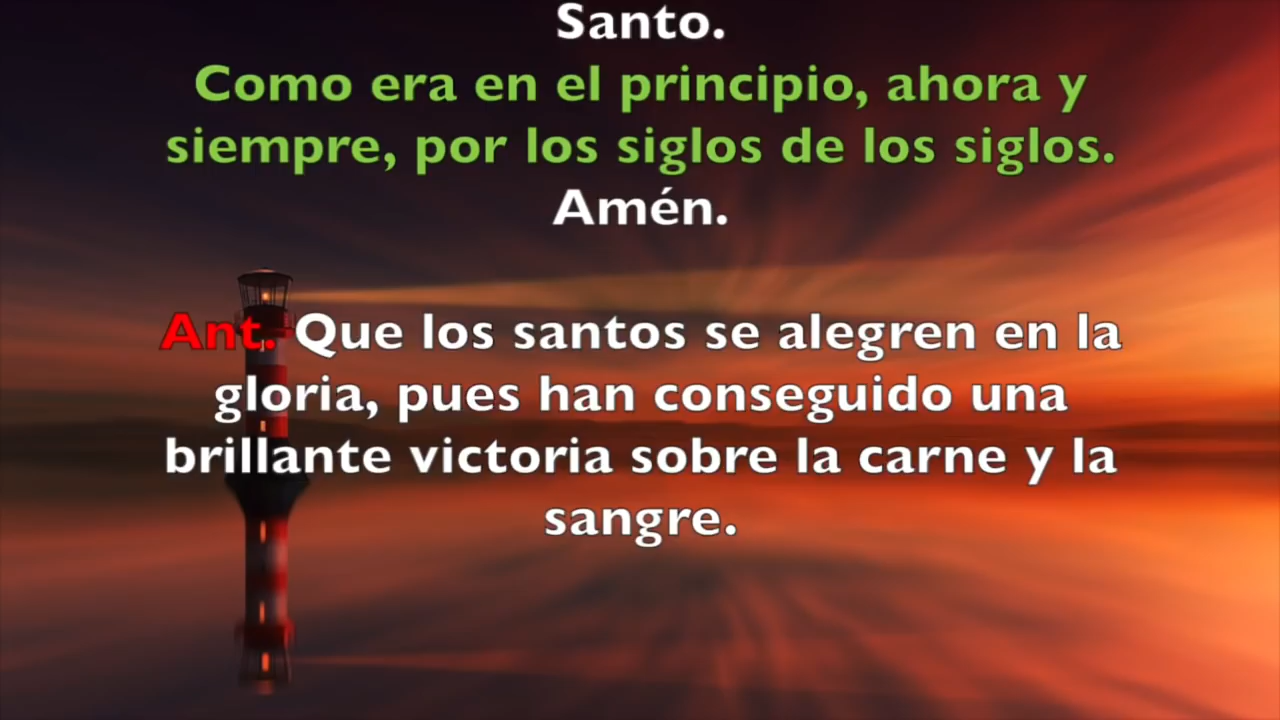 Santo.
Como era en el principio, ahora y
siempre, por los siglos de los siglos.
Amén.
Ant. Que los santos se alegren en la
gloria, pues han conseguido una
brillante victoria sobre la carne y la
sangre.